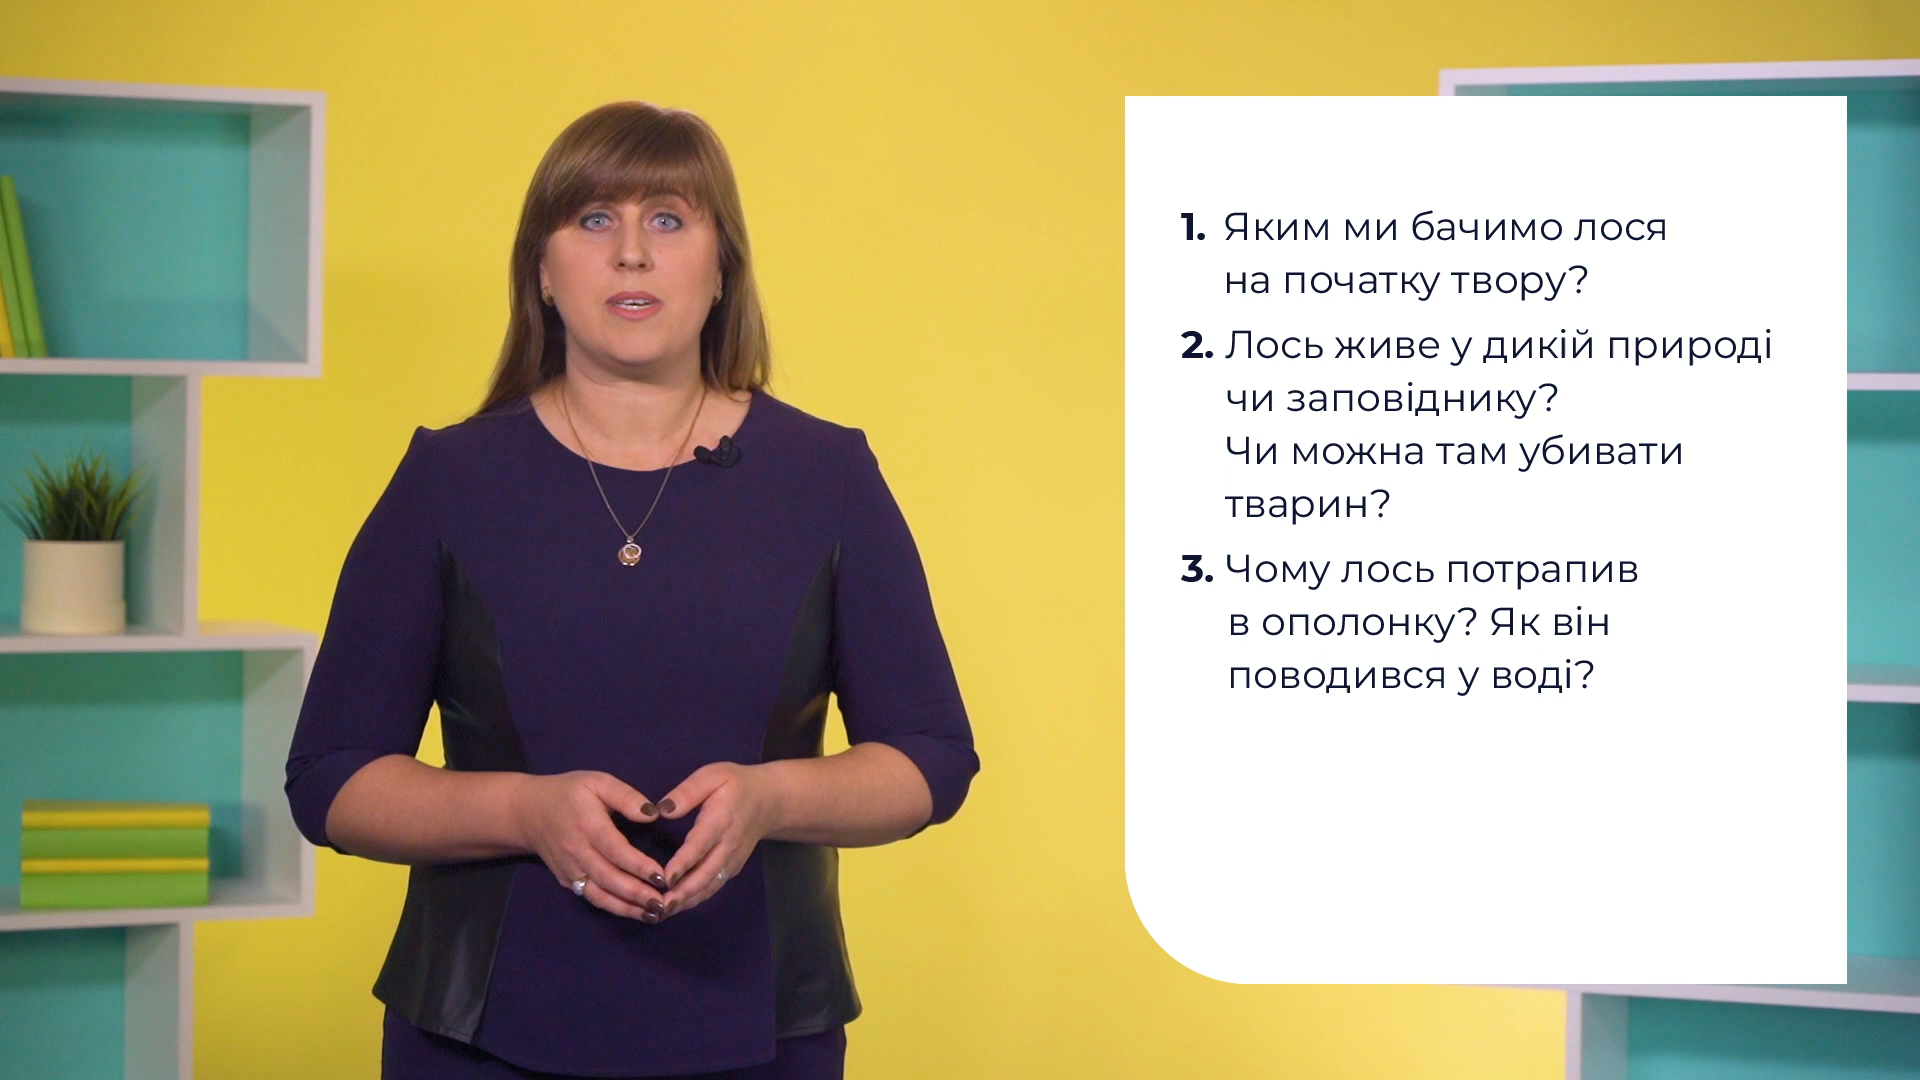 1. Яким ми бачимо лося
на початку твору?
2. Лось живе у дикій природі
чи заповіднику?
Чи можна там убивати
тварин?
3. Чому лось потрапив
в ополонку? Як він
поводився у воді?